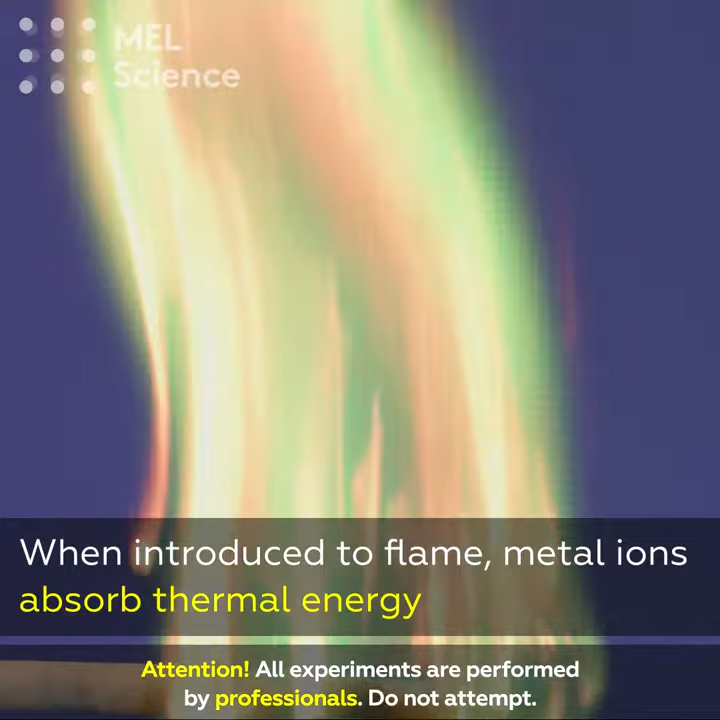 MEL
Science
When introduced to flame, metal ions
absorb thermal energy
Attention! All experiments are performed
by professionals. Do not attempt.